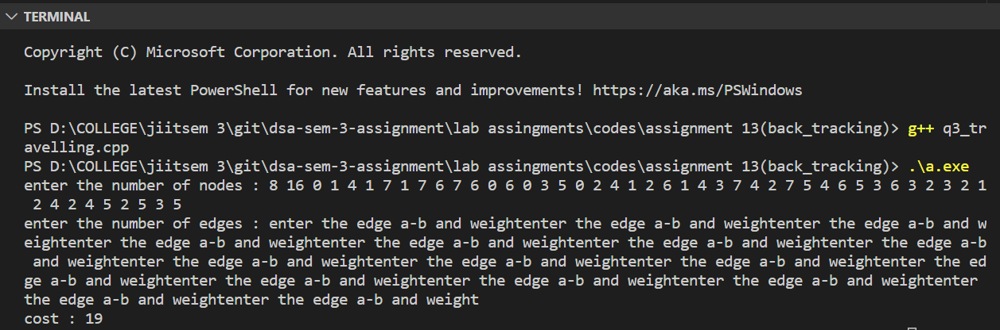 TERMINAL
Copyright (C) Microsoft Corporation. All rights reserved.
Install the latest PowerShell for new features and improvements! https://aka.ms/PSWindows
PS D:\COLLEGE\jiitsem 3\git\dsa-sem-3-assignment\lab assingments\codes\assignment 13(back_tracking)> g++ q3_tr
avelling.cpp
PS D:\COLLEGE\jiitsem 3\git\dsa-sem-3-assignment\lab assingments\codes\assignment 13(back_tracking)> .\a.exe
enter the number of nodes : 8 16 0 1 4 1 7 1 7 6 7 6 0 6 0 3 5 0 2 4 1 2 6 1 4 3 7 4 2 7 5 4 6 5 3 6 3 2 3 2 1
 2 4 2 4 5 2 5 3 5
enter the number of edges : enter the edge a-b and weightenter the edge a-b and weightenter the edge a-b and w
eightenter the edge a-b and weightenter the edge a-b and weightenter the edge a-b and weightenter the edge a-b
 and weightenter the edge a-b and weightenter the edge a-b and weightenter the edge a-b and weightenter the ed
ge a-b and weightenter the edge a-b and weightenter the edge a-b and weightenter the edge a-b and weightenter
the edge a-b and weightenter the edge a-b and weight
cost : 19